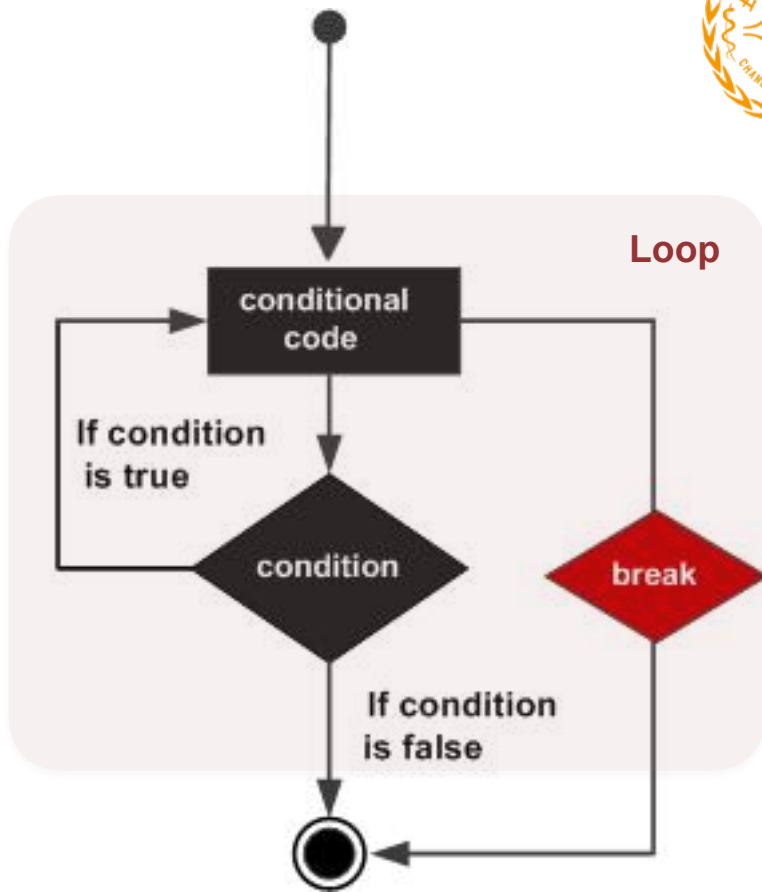 Loop
conditional
code
If condition
is true
condition
break
If condition
is false